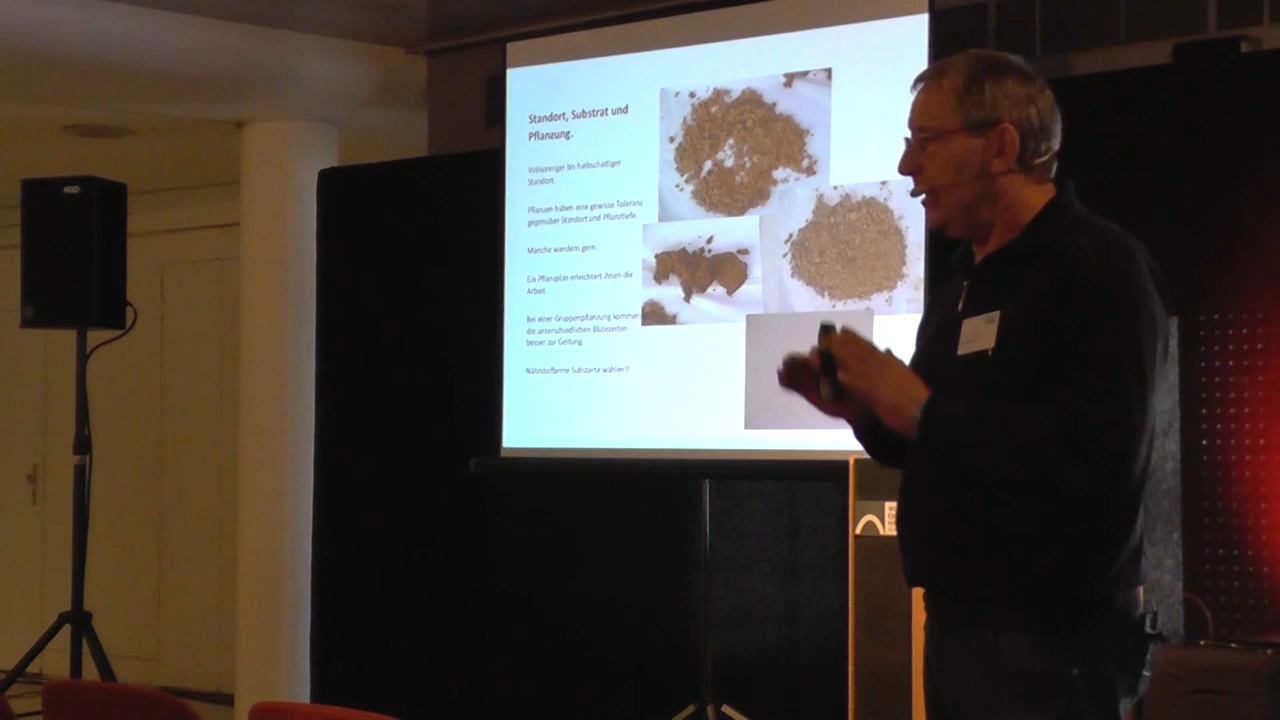 Standort, Substrat und
Pflanzung.
Vollsonniger bis halbschattiger
Standort.
Pflanzen haben eine gewisse Toleranz
gegenüber Standort und Pflanztiefe.
Manche wandern gern.
Ein Pflanzplan erleichtert ihnen die
Arbeit.
Bei einer Gruppenpflanzung kommen
die unterschiedlichen Blütezeiten
besser zur Geltung.
Nährstoffarme Substarte wählen!!